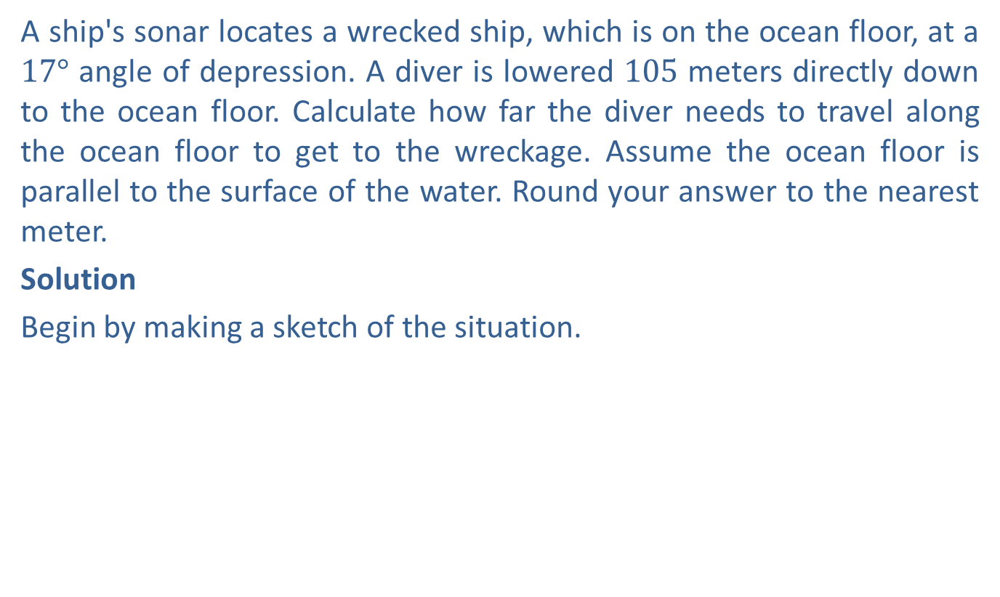 A ship's sonar locates a wrecked ship, which is on the ocean floor, at a
17° angle of depression. A diver is lowered 105 meters directly down
to the ocean floor. Calculate how far the diver needs to travel along
the ocean floor to get to the wreckage. Assume the ocean floor is
parallel to the surface of the water. Round your answer to the nearest
meter.
Solution
Begin by making a sketch of the situation.